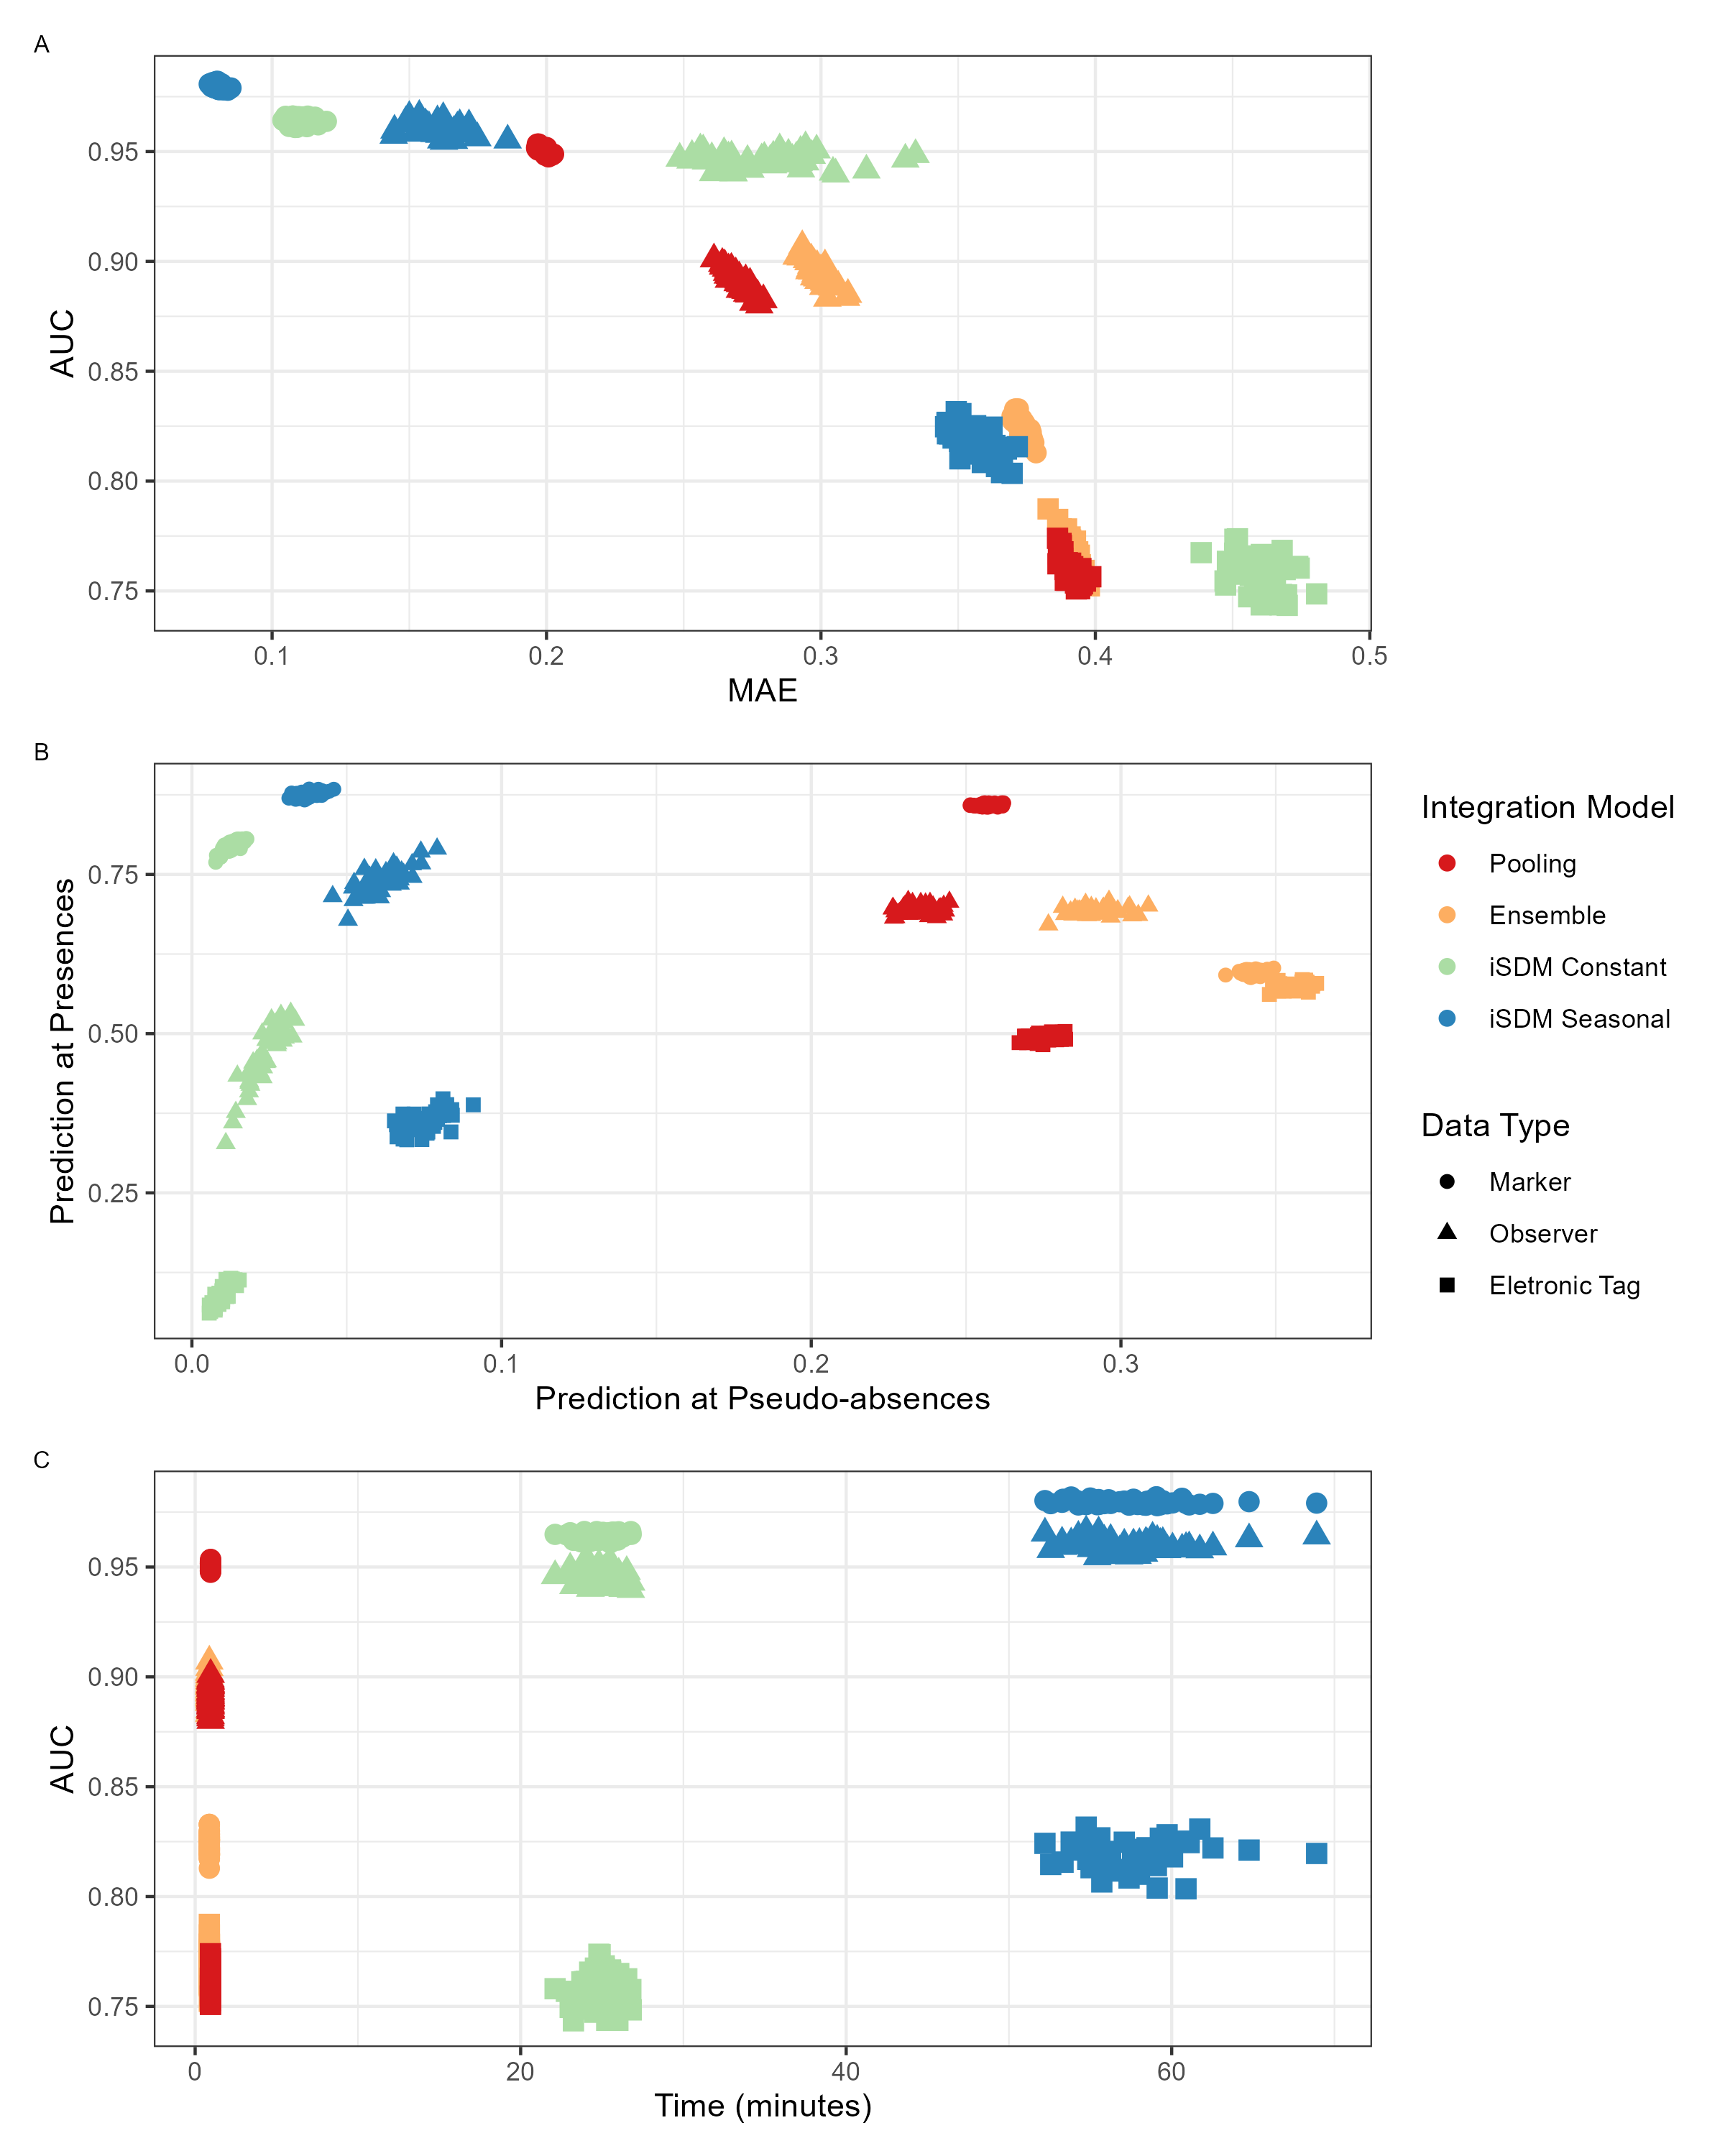 A
AUC
0.95
0.90
0.85
0.80
0.75
0.1 0.2 0.3 0.4 0.5
MAE
B
Prediction at Presences
0.75
0.50
0.25
0.0 0.1 0.2 0.3
Prediction at Pseudo-absences
Integration Model
Pooling
Ensemble
iSDM Constant
iSDM Seasonal
Data Type
Marker
Observer
Eletronic Tag
C
AUC
0.95
0.90
0.85
0.80
0.75
0 20 40 60
Time (minutes)